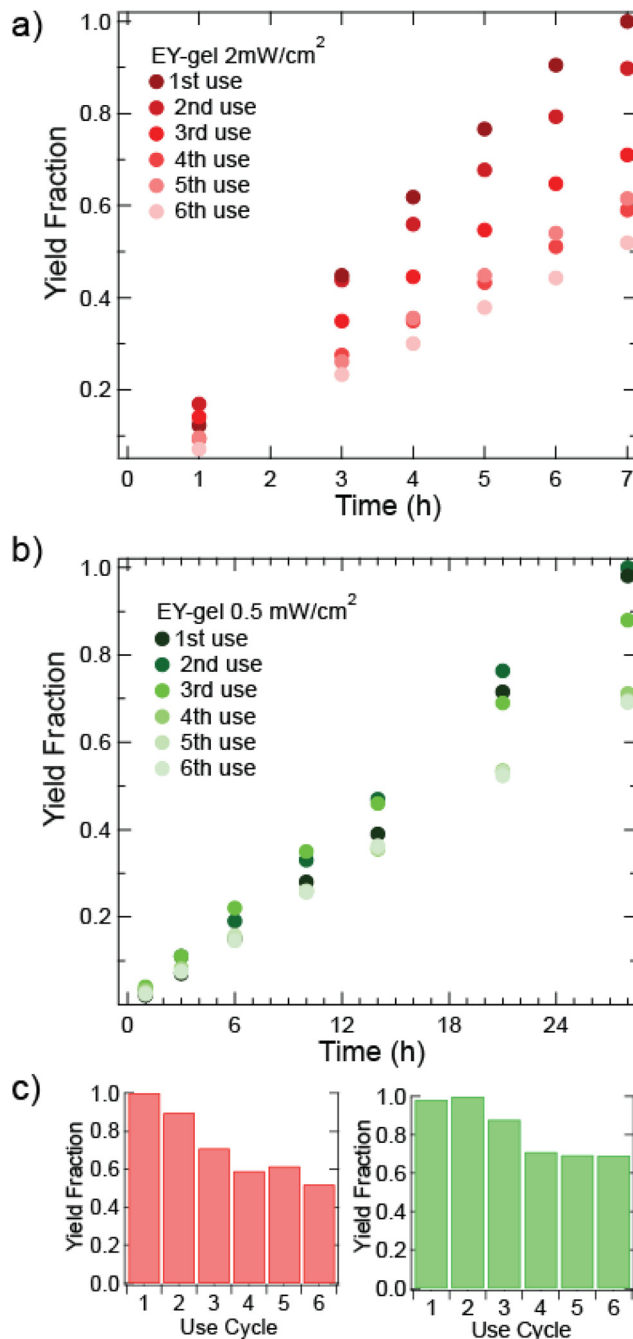 a)
1.0
EY-gel 2mW/cm²
1st use
0.8
2nd use
3rd use
4th use
0.6
5th use
6th use
0.4
0.2
Yield Fraction
0 1 2 3 4 5 6 7
Time (h)
b)
1.0
EY-gel 0.5 mW/cm²
1st use
0.8
2nd use
3rd use
4th use
0.6
5th use
6th use
0.4
0.2
Yield Fraction
0 6 12 18 24
Time (h)
c)
1.0
0.8
0.6
0.4
0.2
0.0
Yield Fraction
1 2 3 4 5 6
Use Cycle
1.0
0.8
0.6
0.4
0.2
0.0
Yield Fraction
1 2 3 4 5 6
Use Cycle